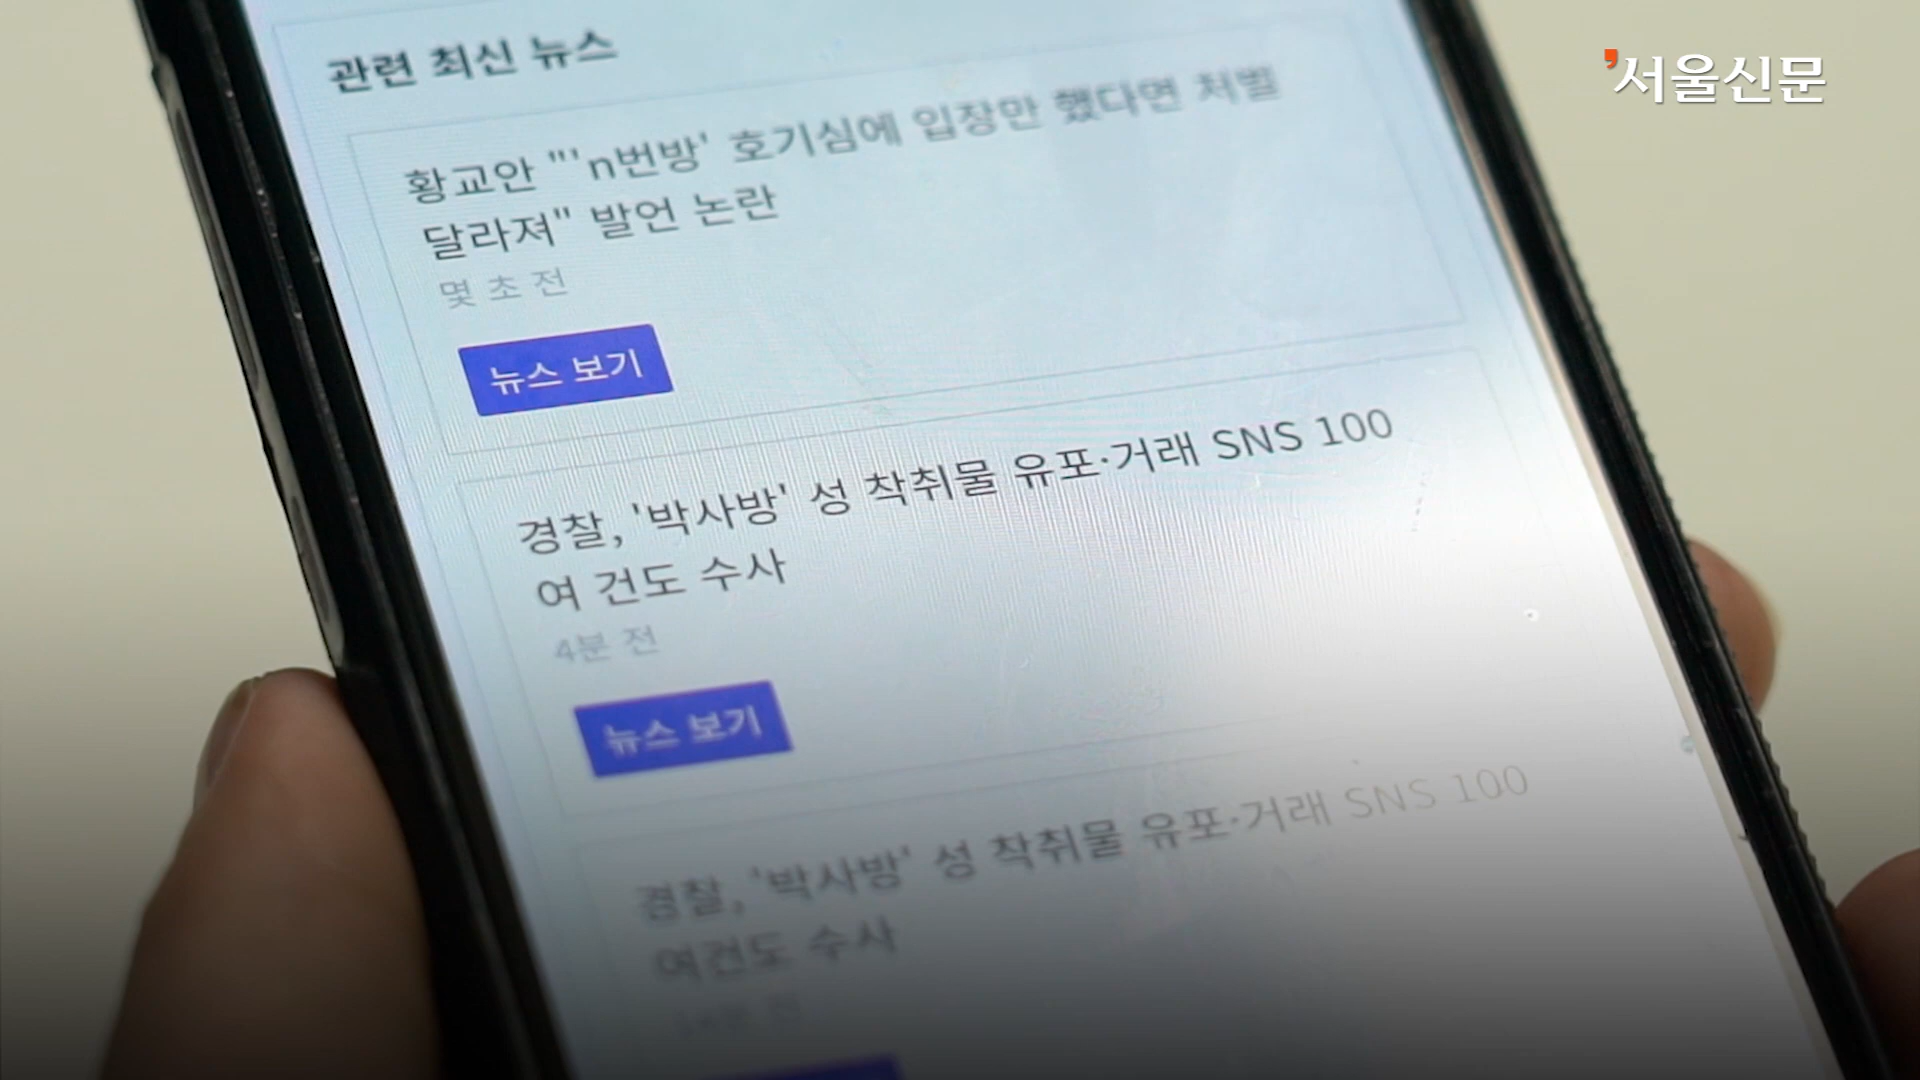 서울신문
관련 최신 뉴스
황교안 "'n번방' 호기심에 입장만 했다면 처벌
달라져" 발언 논란
몇 초 전
뉴스 보기
경찰, '박사방' 성 착취물 유포·거래 SNS 100
여 건도 수사
4분 전
뉴스 보기
경찰, '박사방' 성 착취물 유포·거래 SNS 100
여건도 수사